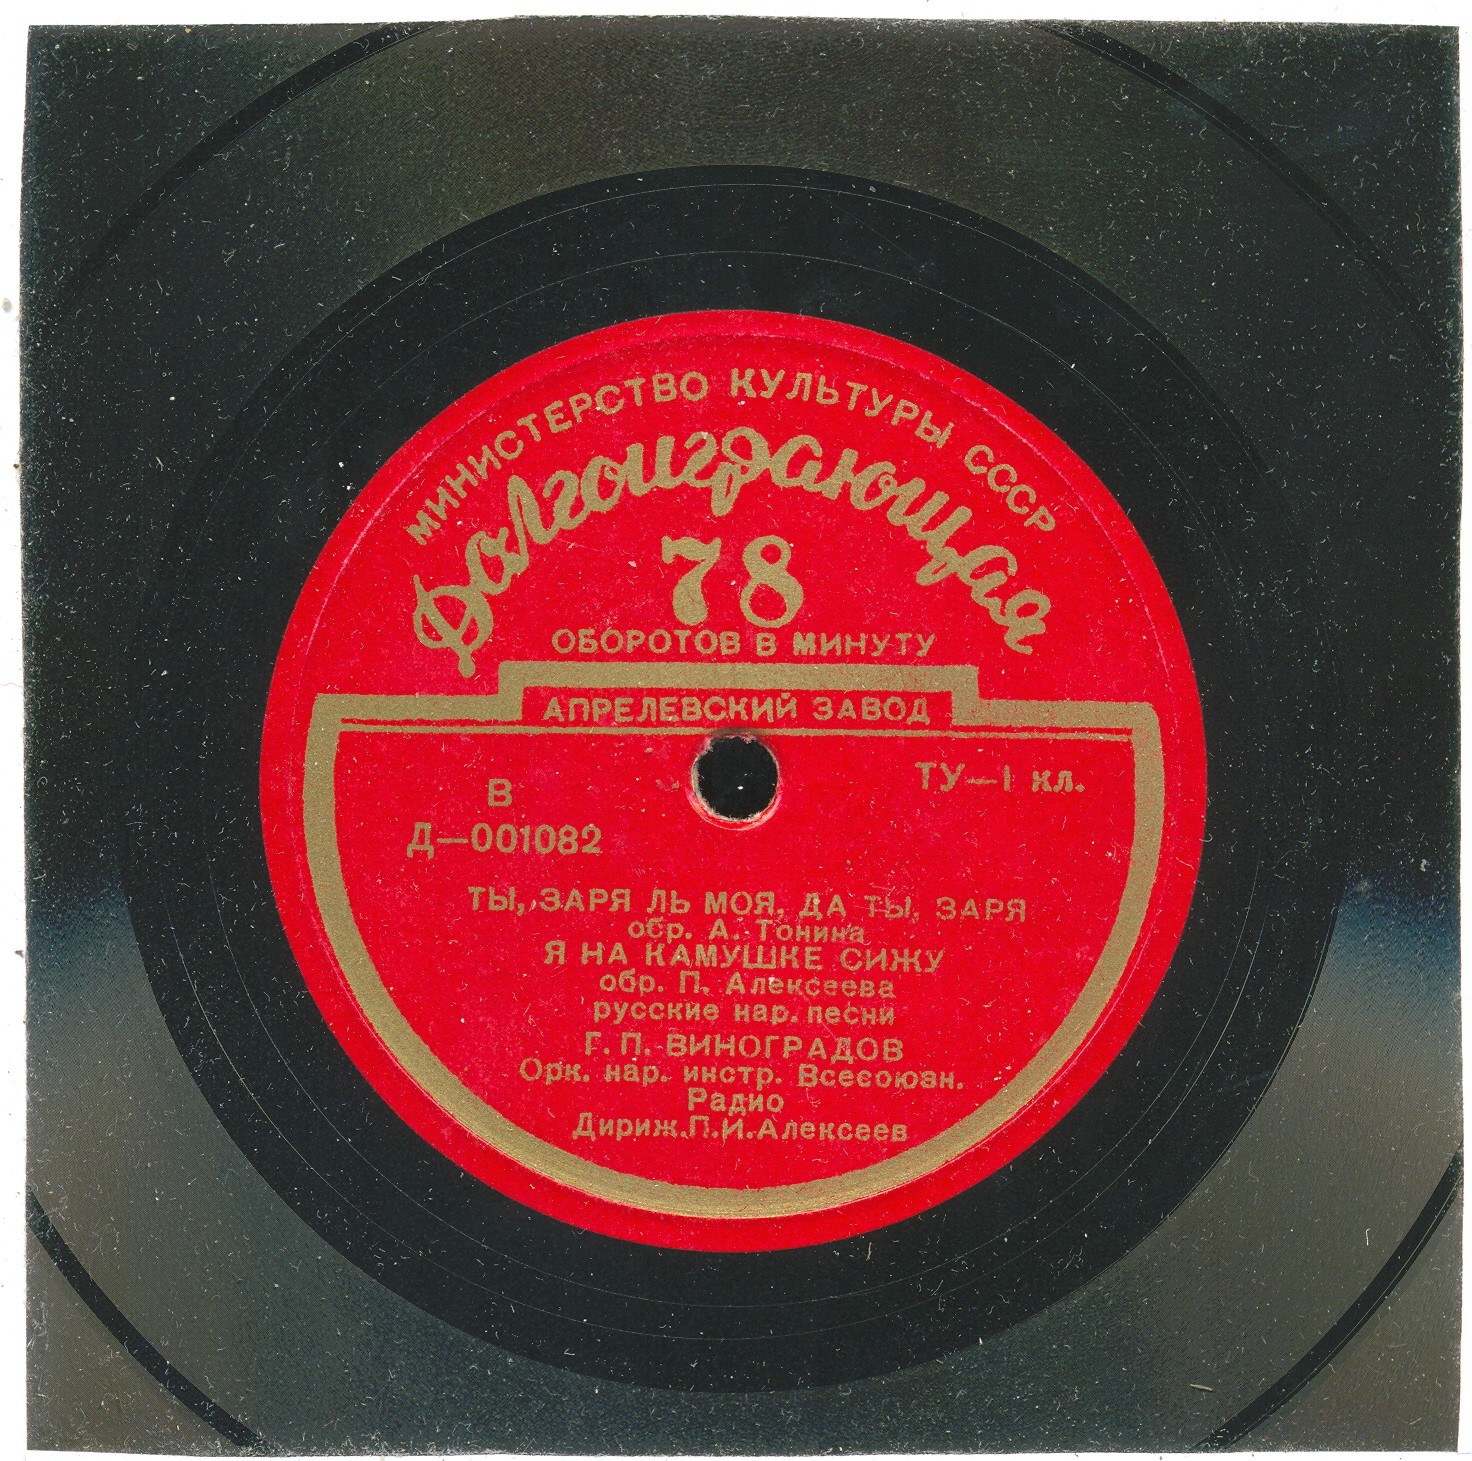 МИНИСТЕРСТВО КУЛЬТУРЫ СССР
Долгоиграющая
78
ОБОРОТОВ В МИНУТУ
АПРЕЛЕВСКИЙ ЗАВОД
ТУ—I кл.
В
Д—001082
ТЫ, ЗАРЯ ЛЬ МОЯ, ДА ТЫ, ЗАРЯ
обр. А. Тонина
Я НА КАМУШКЕ СИЖУ
обр. П. Алексеева
русские нар. песни
Г. П. ВИНОГРАДОВ
Орк. нар. инстр. Всесоюзн.
Радио
Дириж.П.И.Алексеев